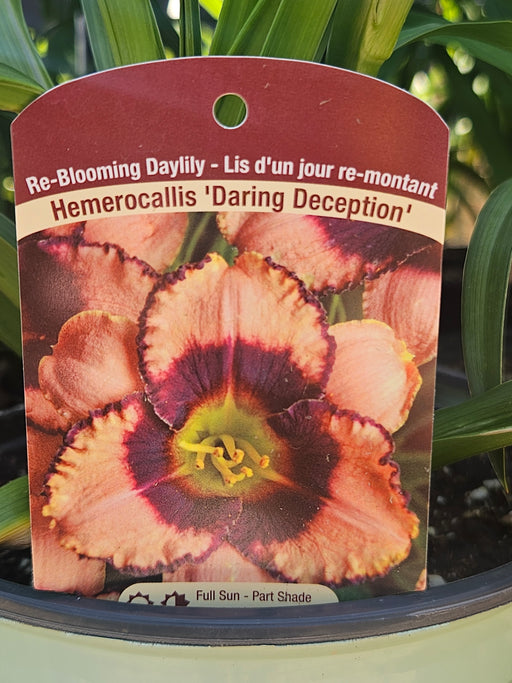 Re-Blooming Daylily - Lis d'un jour re-montant
Hemerocallis 'Daring Deception'
Full Sun - Part Shade